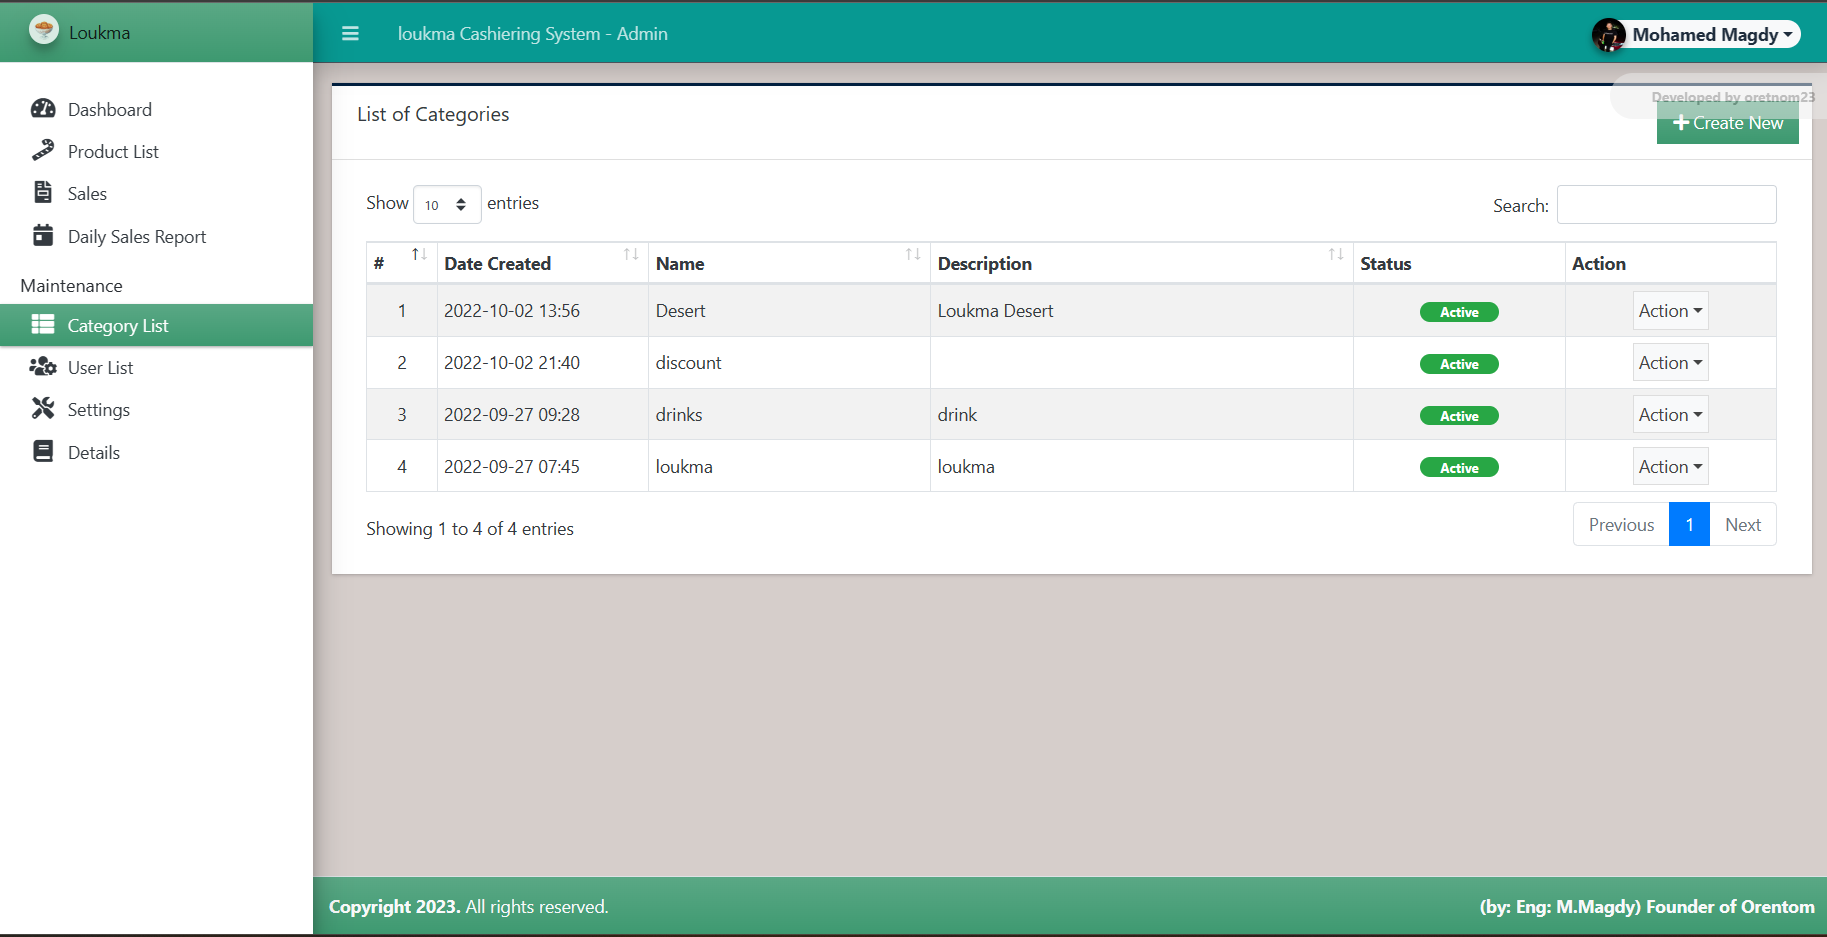 Loukma
loukma Cashiering System - Admin
Mohamed Magdy
Dashboard
Product List
Sales
Daily Sales Report
Maintenance
Category List
User List
Settings
Details
List of Categories
Developed by oretnom23
Create New
Show 10 entries
Search:
# Date Created Name Description Status Action
1 2022-10-02 13:56 Desert Loukma Desert Active Action
2 2022-10-02 21:40 discount Active Action
3 2022-09-27 09:28 drinks drink Active Action
4 2022-09-27 07:45 loukma loukma Active Action
Showing 1 to 4 of 4 entries
Previous 1 Next
Copyright 2023. All rights reserved.
(by: Eng: M.Magdy) Founder of Orentom